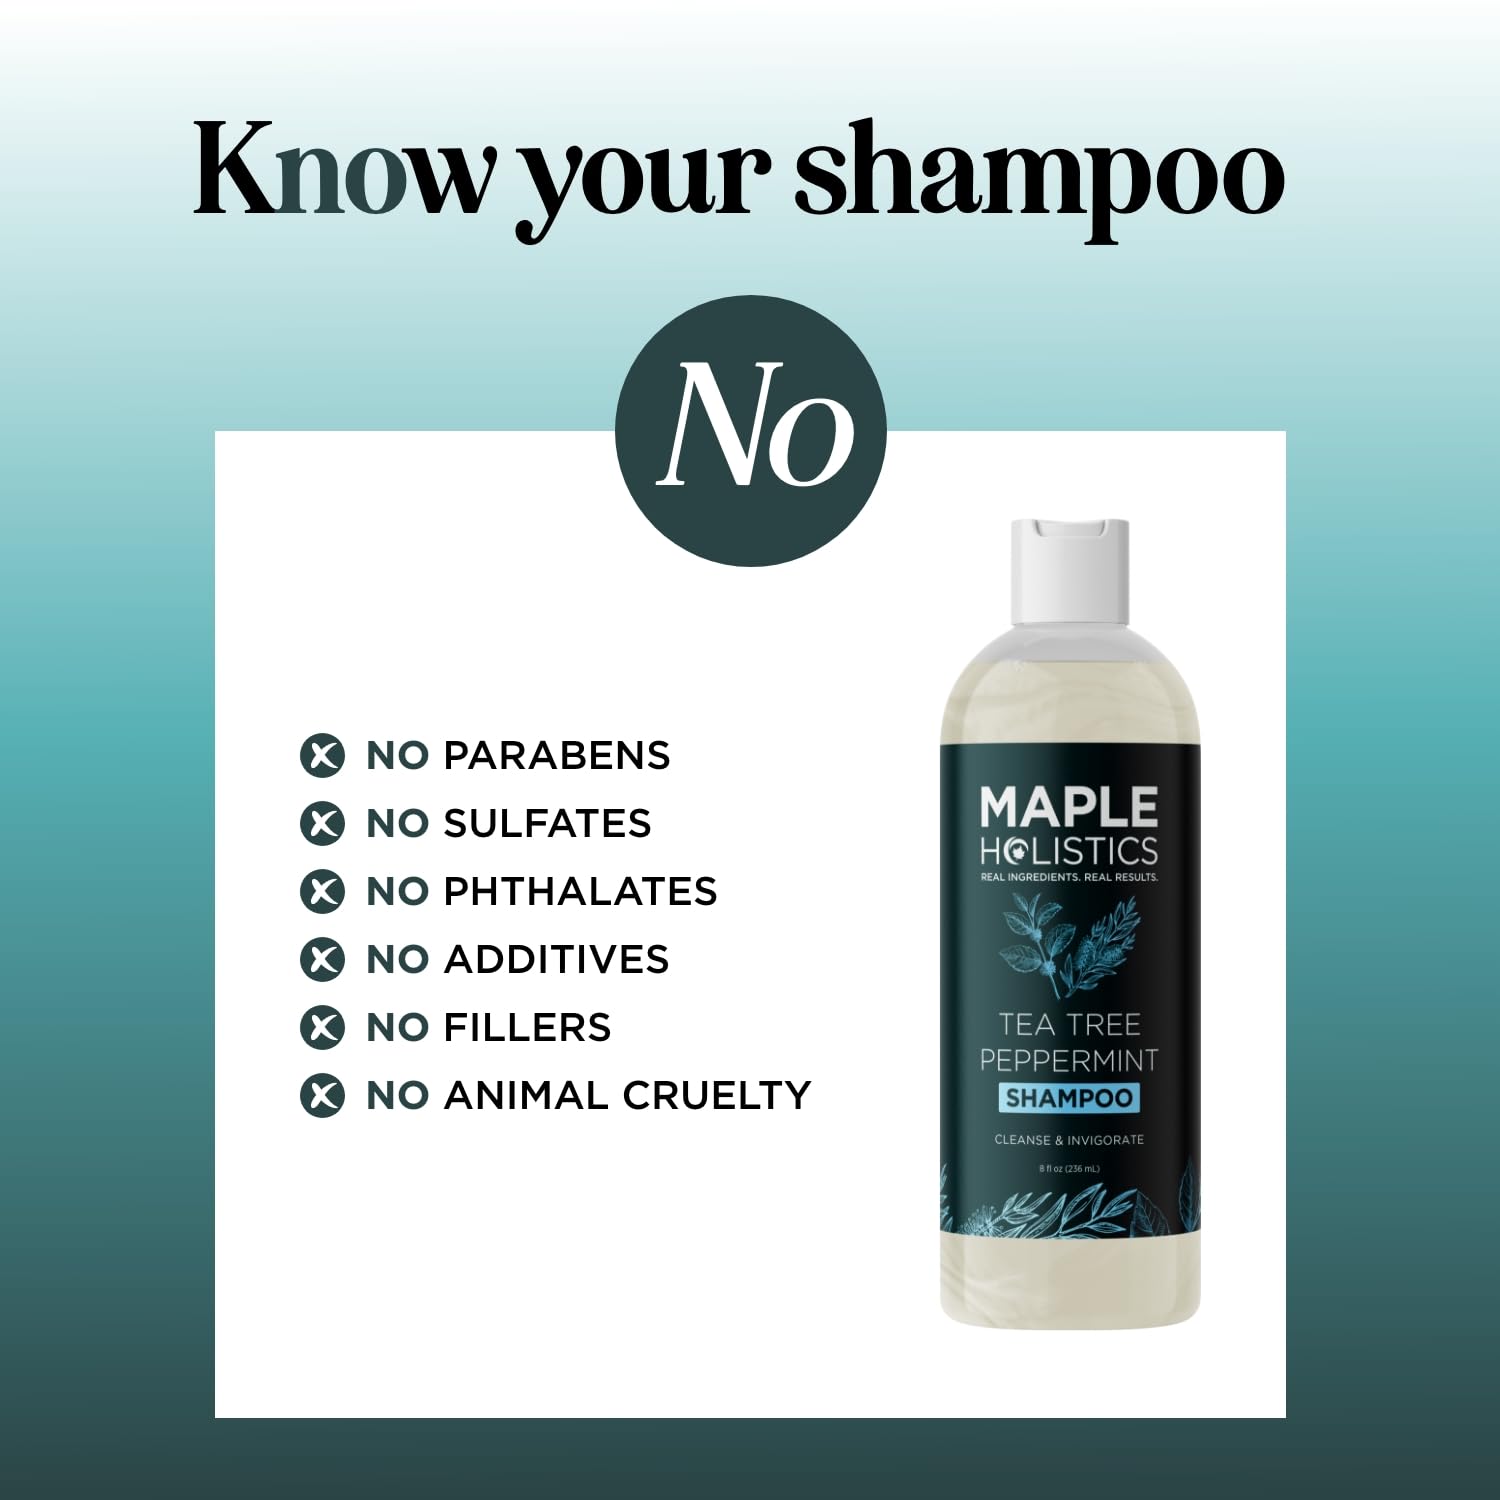 Know your shampoo
No
NO PARABENS
NO SULFATES
NO PHTHALATES
NO ADDITIVES
NO FILLERS
NO ANIMAL CRUELTY
MAPLE
HOLISTICS
REAL INGREDIENTS. REAL RESULTS.
TEA TREE
PEPPERMINT
SHAMPOO
CLEANSE & INVIGORATE
8 fl oz (236 mL)